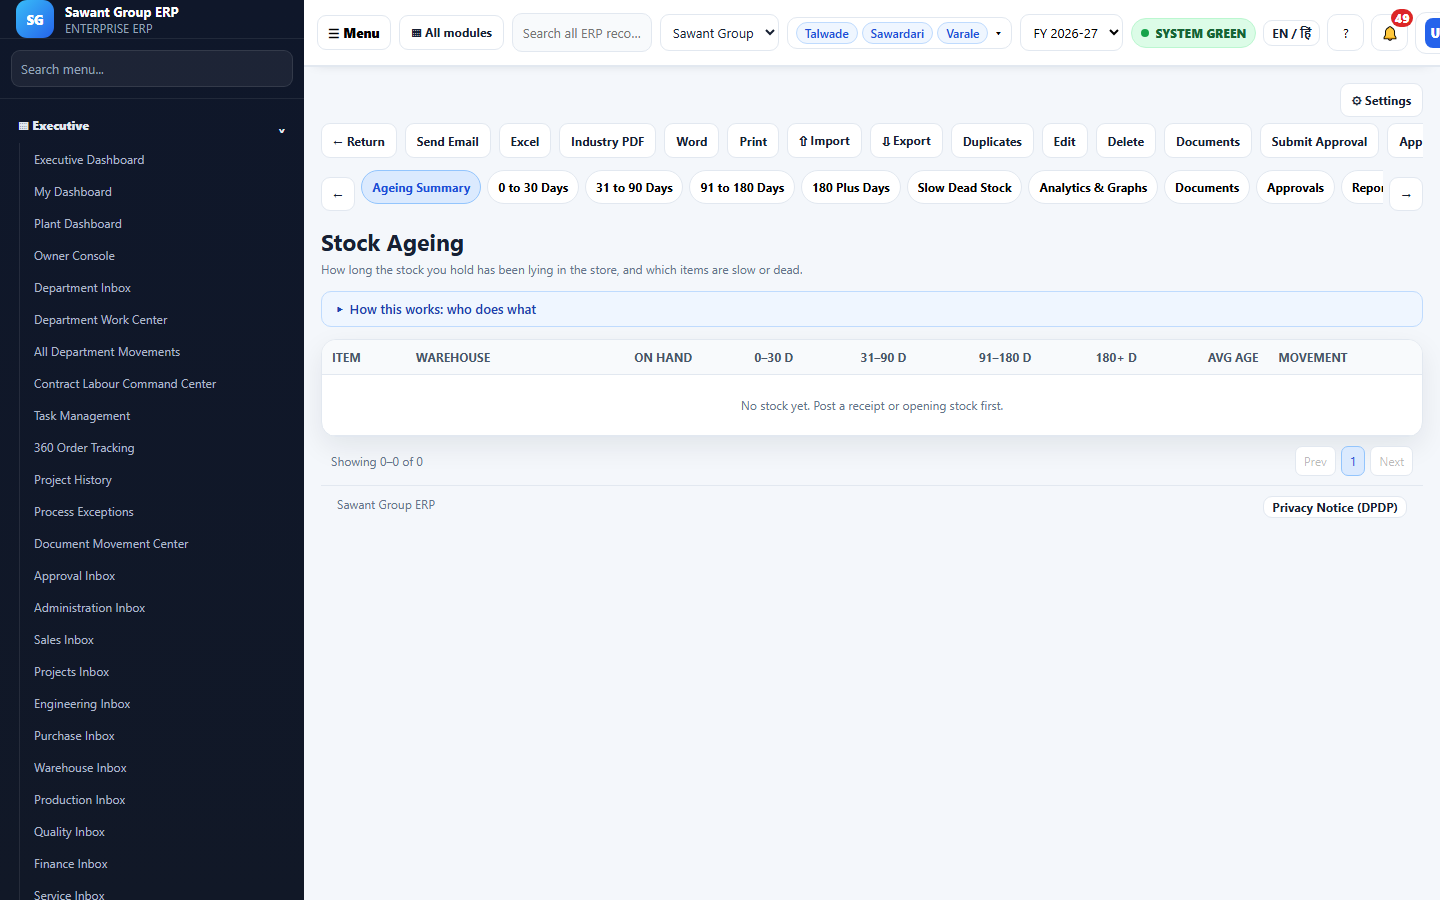 SG
Sawant Group ERP
ENTERPRISE ERP
Search menu...
Executive
Executive Dashboard
My Dashboard
Plant Dashboard
Owner Console
Department Inbox
Department Work Center
All Department Movements
Contract Labour Command Center
Task Management
360 Order Tracking
Project History
Process Exceptions
Document Movement Center
Approval Inbox
Administration Inbox
Sales Inbox
Projects Inbox
Engineering Inbox
Purchase Inbox
Warehouse Inbox
Production Inbox
Quality Inbox
Finance Inbox
Service Inbox
☰ Menu
All modules
Search all ERP reco...
Sawant Group
Talwade
Sawardari
Varale
FY 2026-27
SYSTEM GREEN
EN / हिं
?
49
U
⚙ Settings
← Return
Send Email
Excel
Industry PDF
Word
Print
⇧ Import
⇩ Export
Duplicates
Edit
Delete
Documents
Submit Approval
App
←
Ageing Summary
0 to 30 Days
31 to 90 Days
91 to 180 Days
180 Plus Days
Slow Dead Stock
Analytics & Graphs
Documents
Approvals
Repor
→
Stock Ageing
How long the stock you hold has been lying in the store, and which items are slow or dead.
▸ How this works: who does what
ITEM WAREHOUSE ON HAND 0–30 D 31–90 D 91–180 D 180+ D AVG AGE MOVEMENT
No stock yet. Post a receipt or opening stock first.
Showing 0–0 of 0
Prev
1
Next
Sawant Group ERP
Privacy Notice (DPDP)